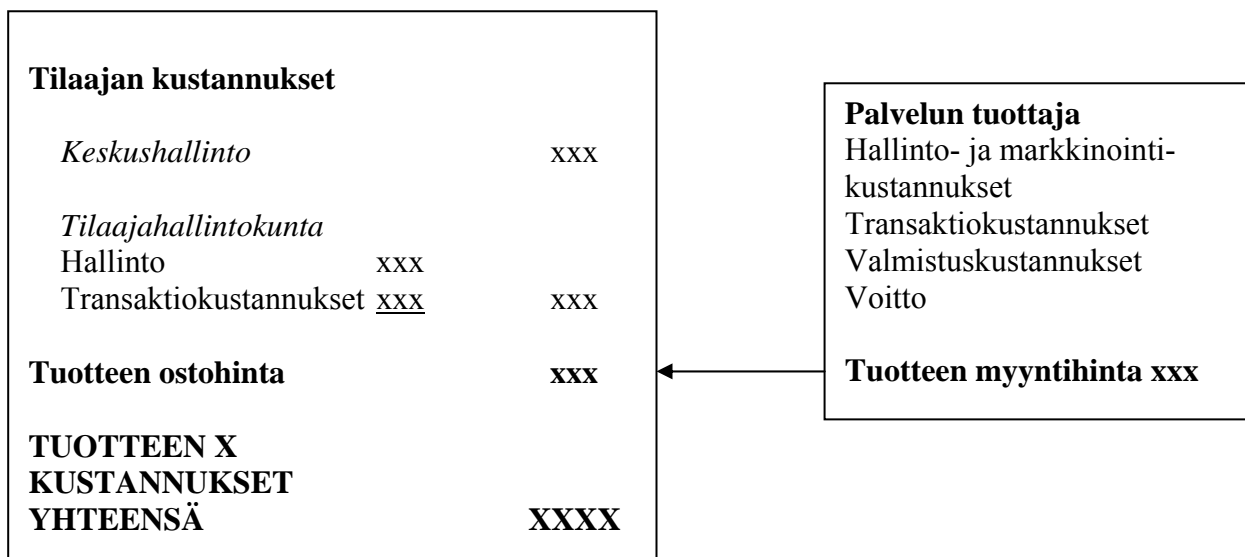 Tilaajan kustannukset
Keskushallinto xxx
Tilaajahallintokunta
Hallinto xxx
Transaktiokustannukset xxx xxx
Tuotteen ostohinta xxx
TUOTTEEN X
KUSTANNUKSET
YHTEENSÄ XXXX
Palvelun tuottaja
Hallinto- ja markkinointi-
kustannukset
Transaktiokustannukset
Valmistuskustannukset
Voitto
Tuotteen myyntihinta xxx